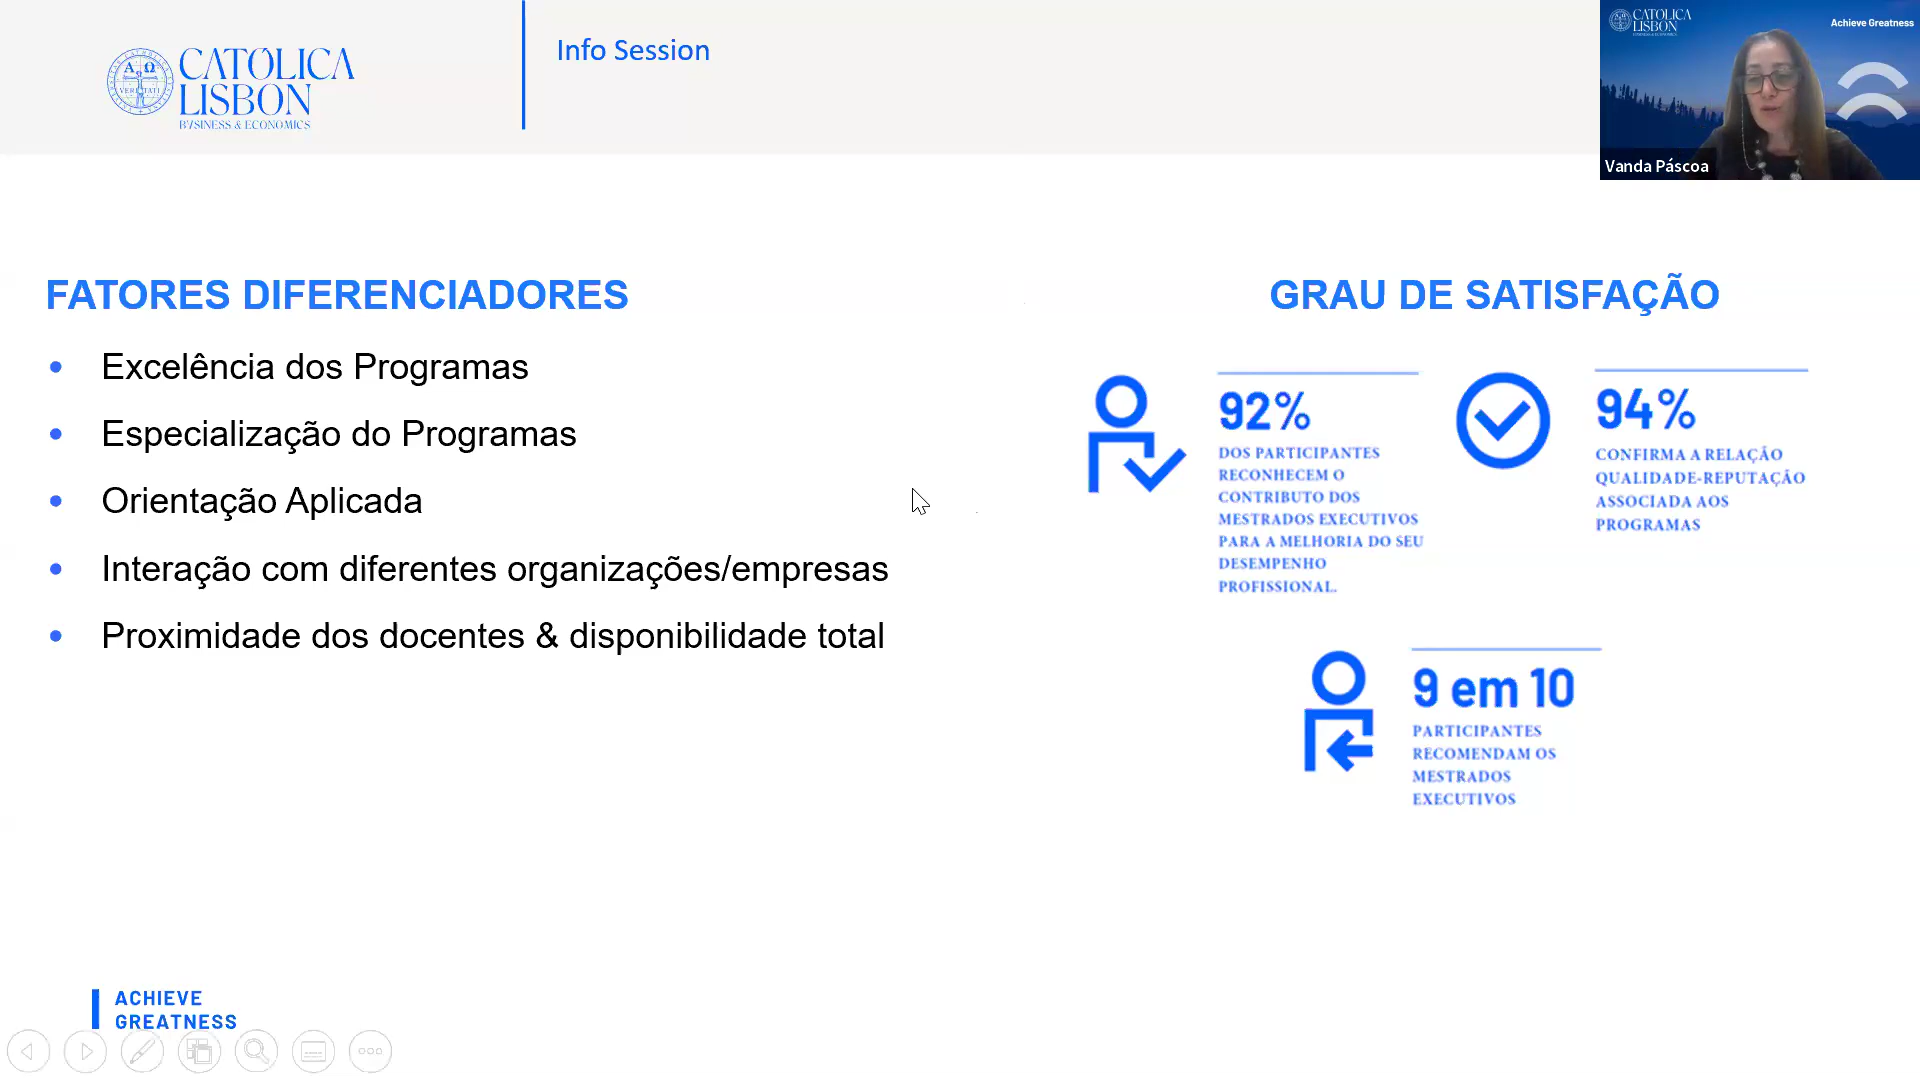 CATÓLICA
LISBON
BUSINESS & ECONOMICS
Info Session
CATÓLICA
LISBON
Achieve Greatness
Vanda Páscoa
FATORES DIFERENCIADORES
• Excelência dos Programas
• Especialização do Programas
• Orientação Aplicada
• Interação com diferentes organizações/empresas
• Proximidade dos docentes & disponibilidade total
GRAU DE SATISFAÇÃO
92%
DOS PARTICIPANTES
RECONHECEM O
CONTRIBUTO DOS
MESTRADOS EXECUTIVOS
PARA A MELHORIA DO SEU
DESEMPENHO
PROFISSIONAL.
94%
CONFIRMA A RELAÇÃO
QUALIDADE-REPUTAÇÃO
ASSOCIADA AOS
PROGRAMAS
9 em 10
PARTICIPANTES
RECOMENDAM OS
MESTRADOS
EXECUTIVOS
ACHIEVE
GREATNESS